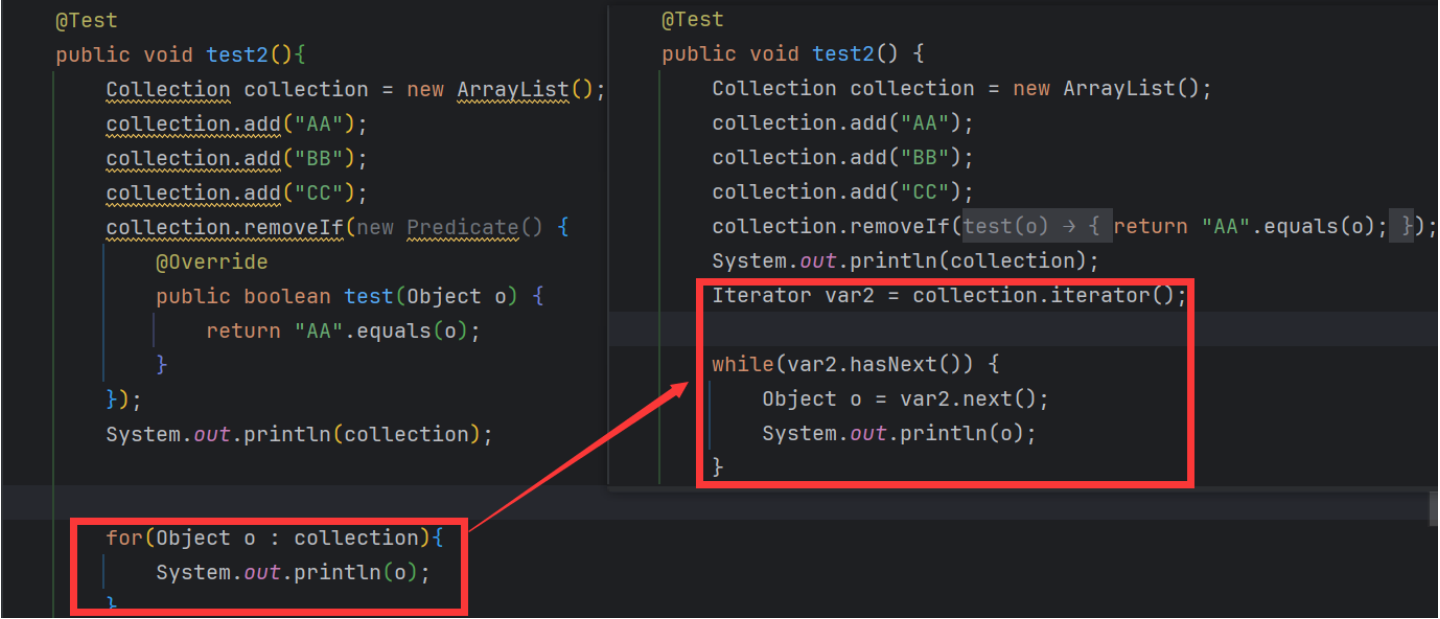 @Test
public void test2(){
Collection collection = new ArrayList();
collection.add("AA");
collection.add("BB");
collection.add("CC");
collection.removeIf(new Predicate() {
@Override
public boolean test(Object o) {
return "AA".equals(o);
}
});
System.out.println(collection);
for(Object o : collection){
System.out.println(o);
}
@Test
public void test2() {
Collection collection = new ArrayList();
collection.add("AA");
collection.add("BB");
collection.add("CC");
collection.removeIf(test(o) → { return "AA".equals(o); });
System.out.println(collection);
Iterator var2 = collection.iterator();
while(var2.hasNext()) {
Object o = var2.next();
System.out.println(o);
}